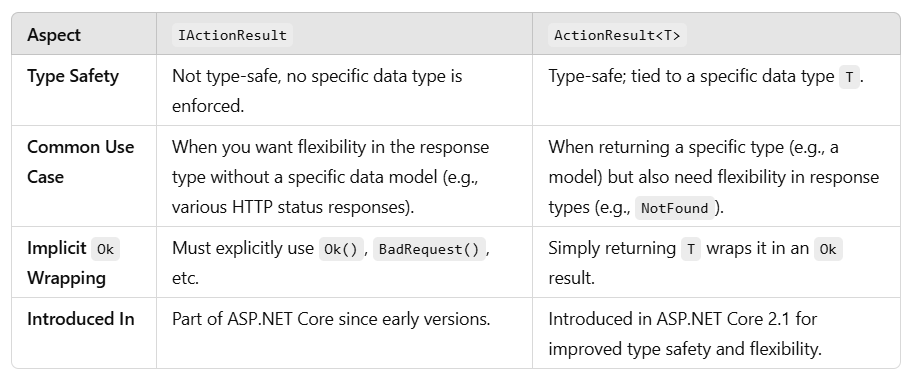 Aspect IActionResult ActionResult<T>
Type Safety
Not type-safe, no specific data type is
enforced.
Type-safe; tied to a specific data type T.
Common Use
Case
When you want flexibility in the response
type without a specific data model (e.g.,
various HTTP status responses).
When returning a specific type (e.g., a
model) but also need flexibility in response
types (e.g., NotFound).
Implicit Ok
Wrapping
Must explicitly use Ok(), BadRequest(),
etc.
Simply returning T wraps it in an Ok
result.
Introduced In
Part of ASP.NET Core since early versions.
Introduced in ASP.NET Core 2.1 for
improved type safety and flexibility.